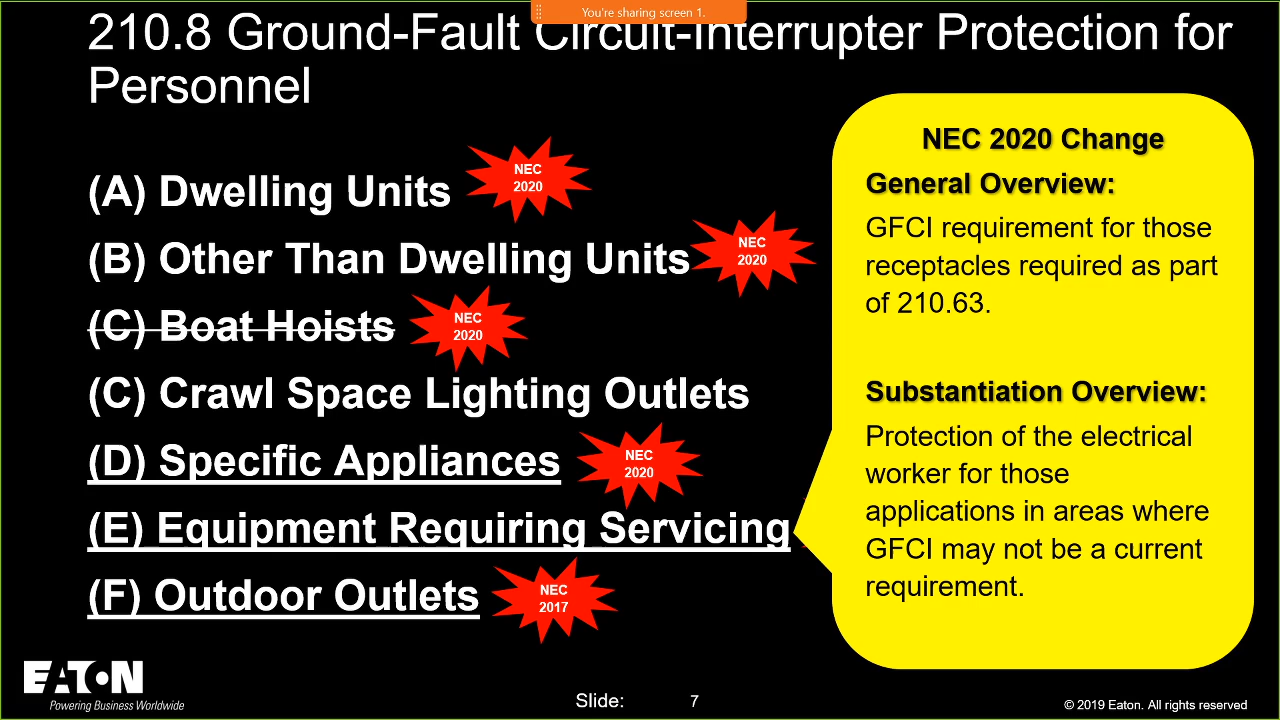 You're sharing screen 1.
210.8 Ground-Fault Circuit-Interrupter Protection for
Personnel
(A) Dwelling Units
NEC
2020
(B) Other Than Dwelling Units
NEC
2020
(C) Boat Hoists
NEC
2020
(C) Crawl Space Lighting Outlets
(D) Specific Appliances
NEC
2020
(E) Equipment Requiring Servicing
(F) Outdoor Outlets
NEC
2017
NEC 2020 Change
General Overview:
GFCI requirement for those
receptacles required as part
of 210.63.
Substantiation Overview:
Protection of the electrical
worker for those
applications in areas where
GFCI may not be a current
requirement.
EATON
Powering Business Worldwide
Slide: 7
© 2019 Eaton. All rights reserved